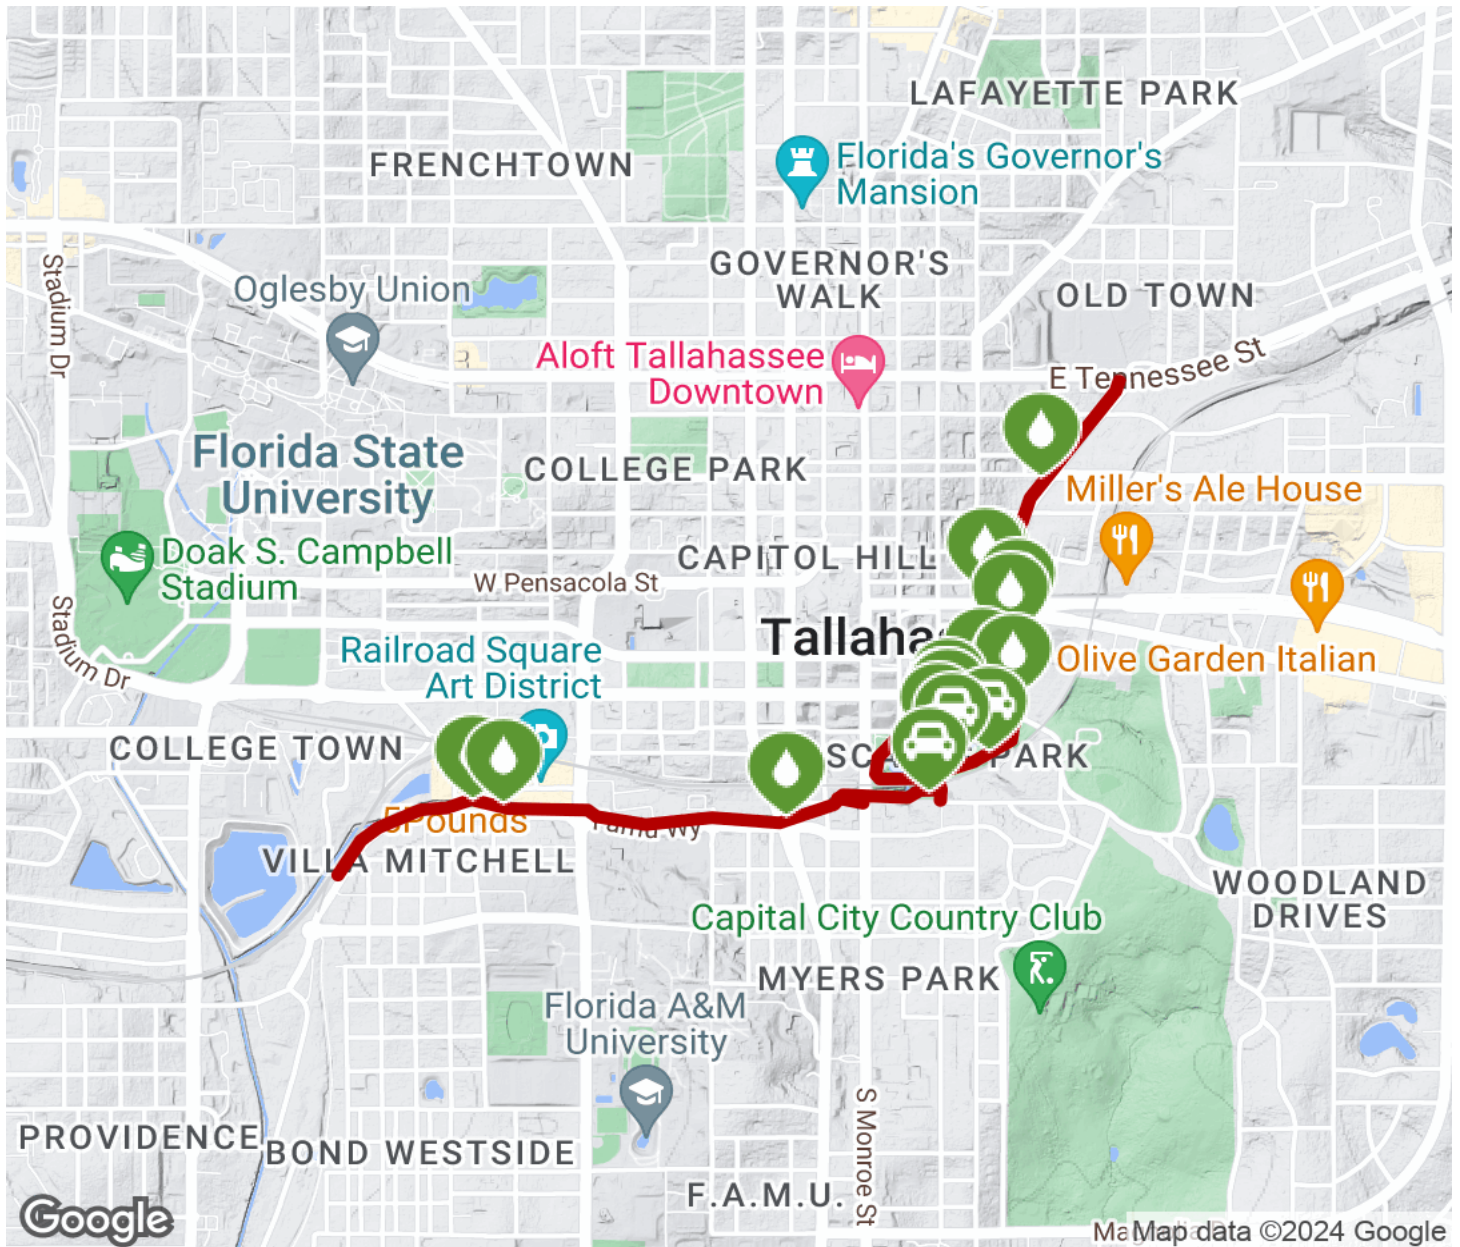 LAFAYETTE PARK
FRENCHTOWN
Florida's Governor's
Mansion
GOVERNOR'S
WALK
OLD TOWN
Stadium Dr
Oglesby Union
Aloft Tallahassee
Downtown
E Tennessee St
Florida State
University
COLLEGE PARK
Miller's Ale House
Doak S. Campbell
Stadium
CAPITOL HILL
W Pensacola St
Stadium Dr
Tallaha
Railroad Square
Art District
Olive Garden Italian
COLLEGE TOWN
PARK
5Pounds
Wy
VILLA MITCHELL
WOODLAND
DRIVES
Capital City Country Club
MYERS PARK
Florida A&M
University
S Monroe St
PROVIDENCE
BOND WESTSIDE
F.A.M.U.
Google
Map data ©2024 Google